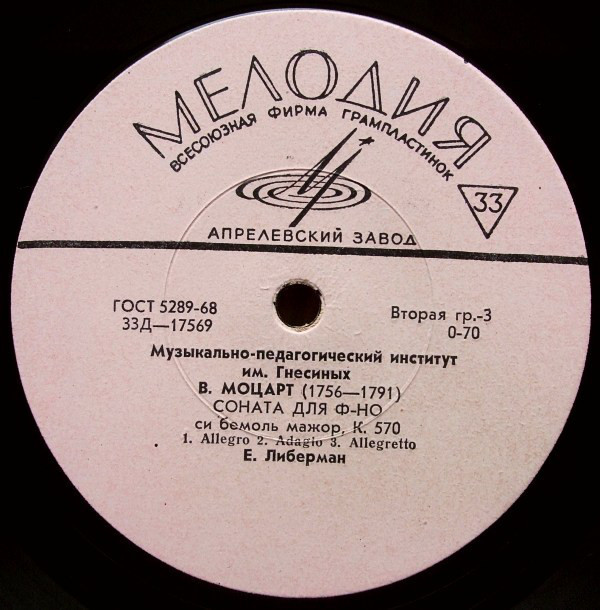 МЕЛОДИЯ
ВСЕСОЮЗНАЯ ФИРМА ГРАМПЛАСТИНОК
33
АПРЕЛЕВСКИЙ ЗАВОД
ГОСТ 5289-68
33Д—17569
Вторая гр.-3
0-70
Музыкально-педагогический институт
им. Гнесиных
В. МОЦАРТ (1756—1791)
СОНАТА ДЛЯ Ф-НО
си бемоль мажор, К. 570
1. Allegro 2. Adagio 3. Allegretto
Е. Либерман